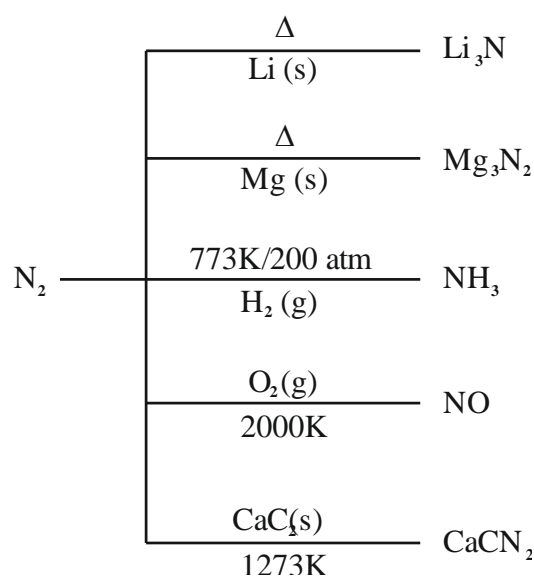 Δ
Li (s)
Li₃N
Δ
Mg (s)
Mg₃N₂
N₂
773K/200 atm
H₂ (g)
NH₃
O₂(g)
2000K
NO
CaC₂(s)
1273K
CaCN₂